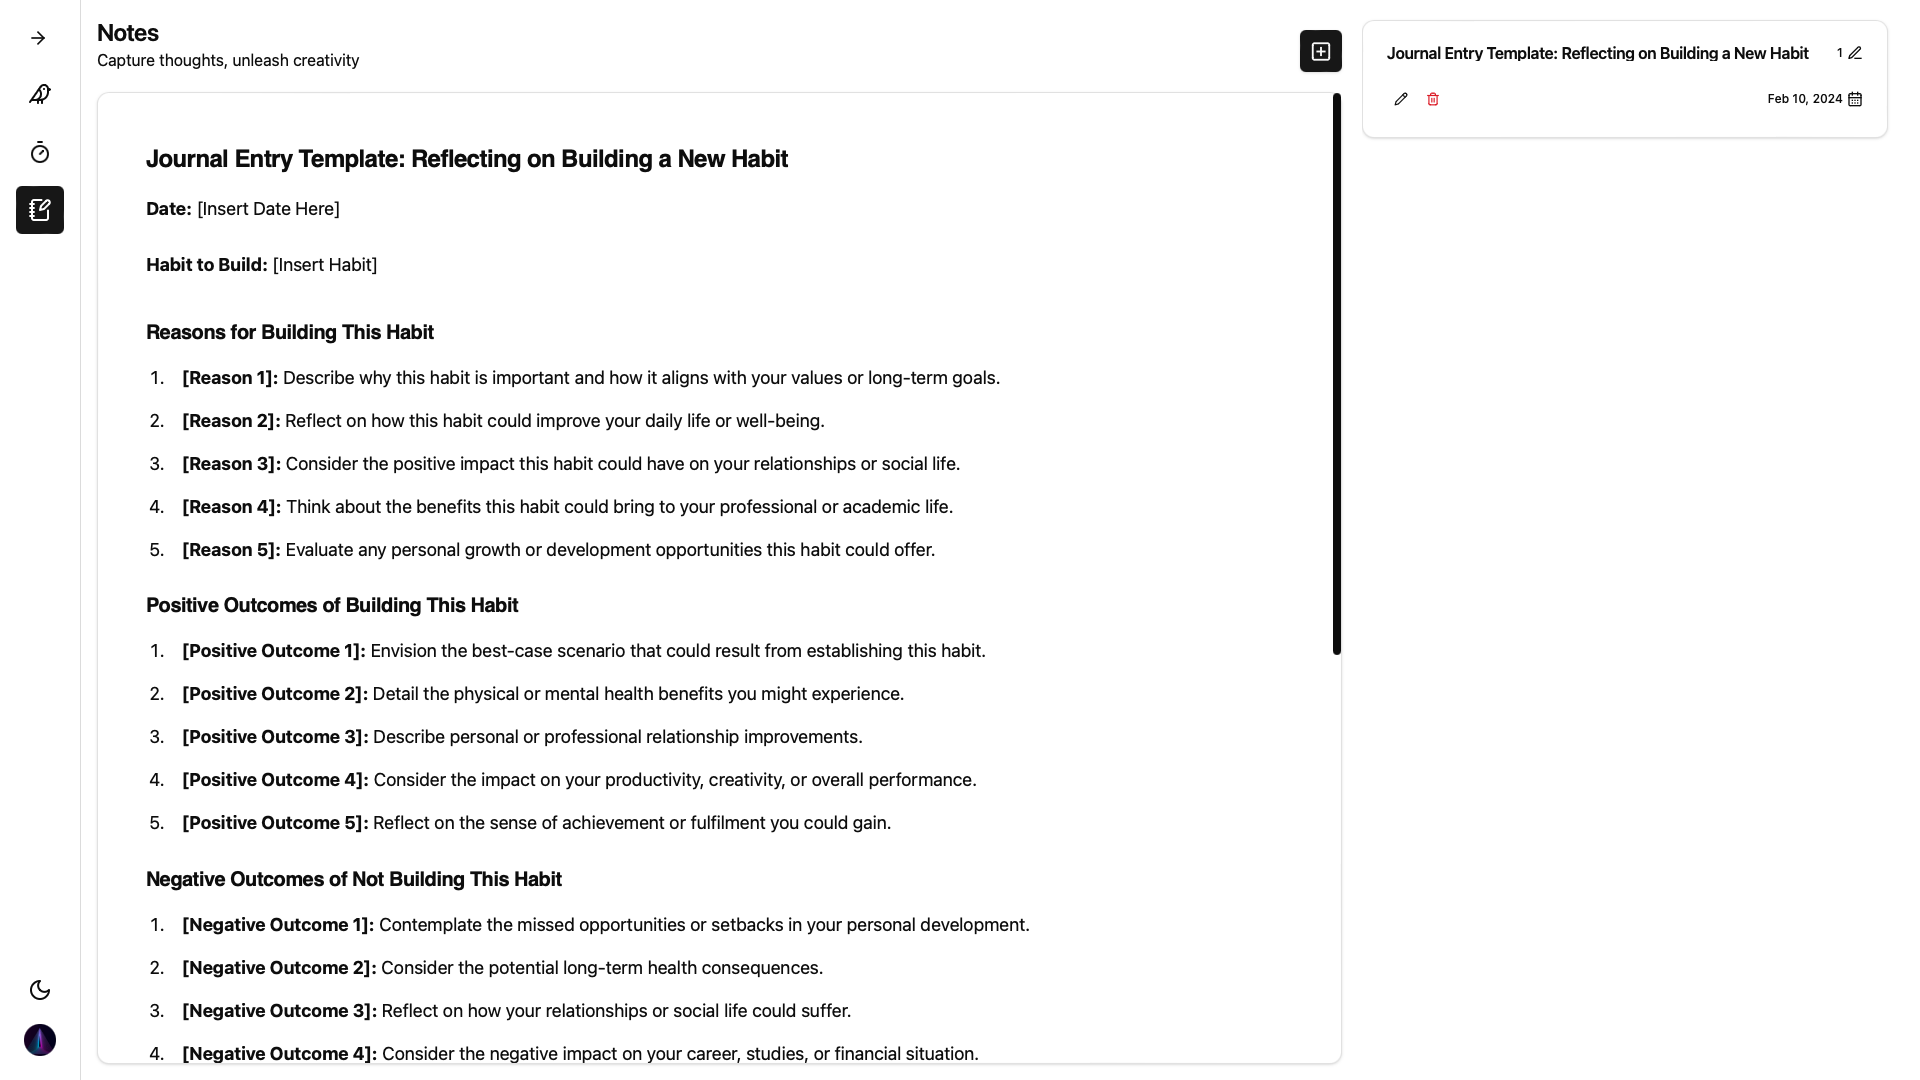 Notes
Capture thoughts, unleash creativity
Journal Entry Template: Reflecting on Building a New Habit
Date: [Insert Date Here]
Habit to Build: [Insert Habit]
Reasons for Building This Habit
1. [Reason 1]: Describe why this habit is important and how it aligns with your values or long-term goals.
2. [Reason 2]: Reflect on how this habit could improve your daily life or well-being.
3. [Reason 3]: Consider the positive impact this habit could have on your relationships or social life.
4. [Reason 4]: Think about the benefits this habit could bring to your professional or academic life.
5. [Reason 5]: Evaluate any personal growth or development opportunities this habit could offer.
Positive Outcomes of Building This Habit
1. [Positive Outcome 1]: Envision the best-case scenario that could result from establishing this habit.
2. [Positive Outcome 2]: Detail the physical or mental health benefits you might experience.
3. [Positive Outcome 3]: Describe personal or professional relationship improvements.
4. [Positive Outcome 4]: Consider the impact on your productivity, creativity, or overall performance.
5. [Positive Outcome 5]: Reflect on the sense of achievement or fulfilment you could gain.
Negative Outcomes of Not Building This Habit
1. [Negative Outcome 1]: Contemplate the missed opportunities or setbacks in your personal development.
2. [Negative Outcome 2]: Consider the potential long-term health consequences.
3. [Negative Outcome 3]: Reflect on how your relationships or social life could suffer.
4. [Negative Outcome 4]: Consider the negative impact on your career, studies, or financial situation.
Journal Entry Template: Reflecting on Building a New Habit 1
Feb 10, 2024